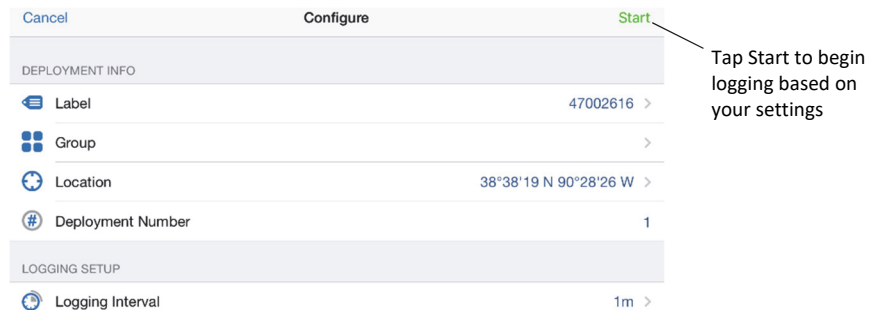 Cancel Configure Start
Tap Start to begin
logging based on
your settings
DEPLOYMENT INFO
Label 47002616 >
Group >
Location 38°38'19 N 90°28'26 W >
# Deployment Number 1
LOGGING SETUP
Logging Interval 1m >